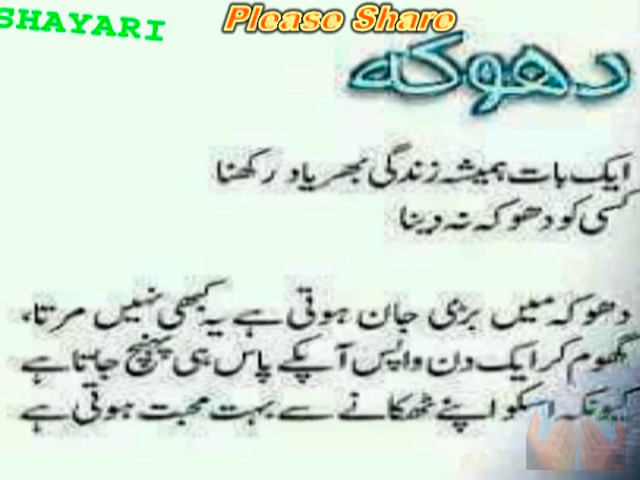 SHAYARI
Please Share
دھوکہ
ایک بات ہمیشہ زندگی بھر یاد رکھنا
کسی کو دھوکہ نہ دینا
دھوکہ میں بڑی جان ہوتی ہے یہ کبھی نہیں مرتا،
گھوم کر ایک دن واپس آپکے پاس ہی پہنچ جاتا ہے
کیونکہ اسکو اپنے ٹھکانے سے بہت محبت ہوتی ہے